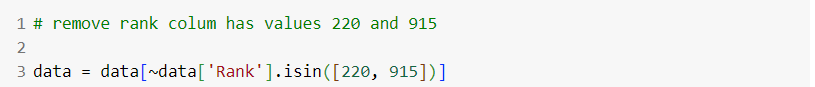 1 # remove rank colum has values 220 and 915
2
3 data = data[~data['Rank'].isin([220, 915])]